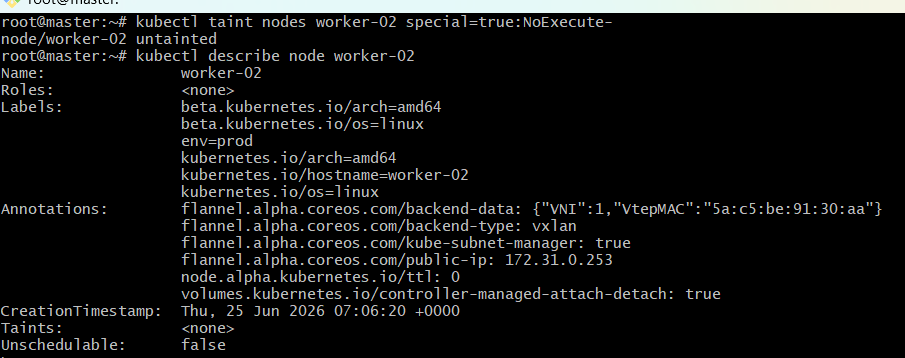 root@master:
root@master:~# kubectl taint nodes worker-02 special=true:NoExecute-
node/worker-02 untainted
root@master:~# kubectl describe node worker-02
Name:               worker-02
Roles:              <none>
Labels:             beta.kubernetes.io/arch=amd64
                    beta.kubernetes.io/os=linux
                    env=prod
                    kubernetes.io/arch=amd64
                    kubernetes.io/hostname=worker-02
                    kubernetes.io/os=linux
Annotations:        flannel.alpha.coreos.com/backend-data: {"VNI":1,"VtepMAC":"5a:c5:be:91:30:aa"}
                    flannel.alpha.coreos.com/backend-type: vxlan
                    flannel.alpha.coreos.com/kube-subnet-manager: true
                    flannel.alpha.coreos.com/public-ip: 172.31.0.253
                    node.alpha.kubernetes.io/ttl: 0
                    volumes.kubernetes.io/controller-managed-attach-detach: true
CreationTimestamp:  Thu, 25 Jun 2026 07:06:20 +0000
Taints:             <none>
Unschedulable:      false